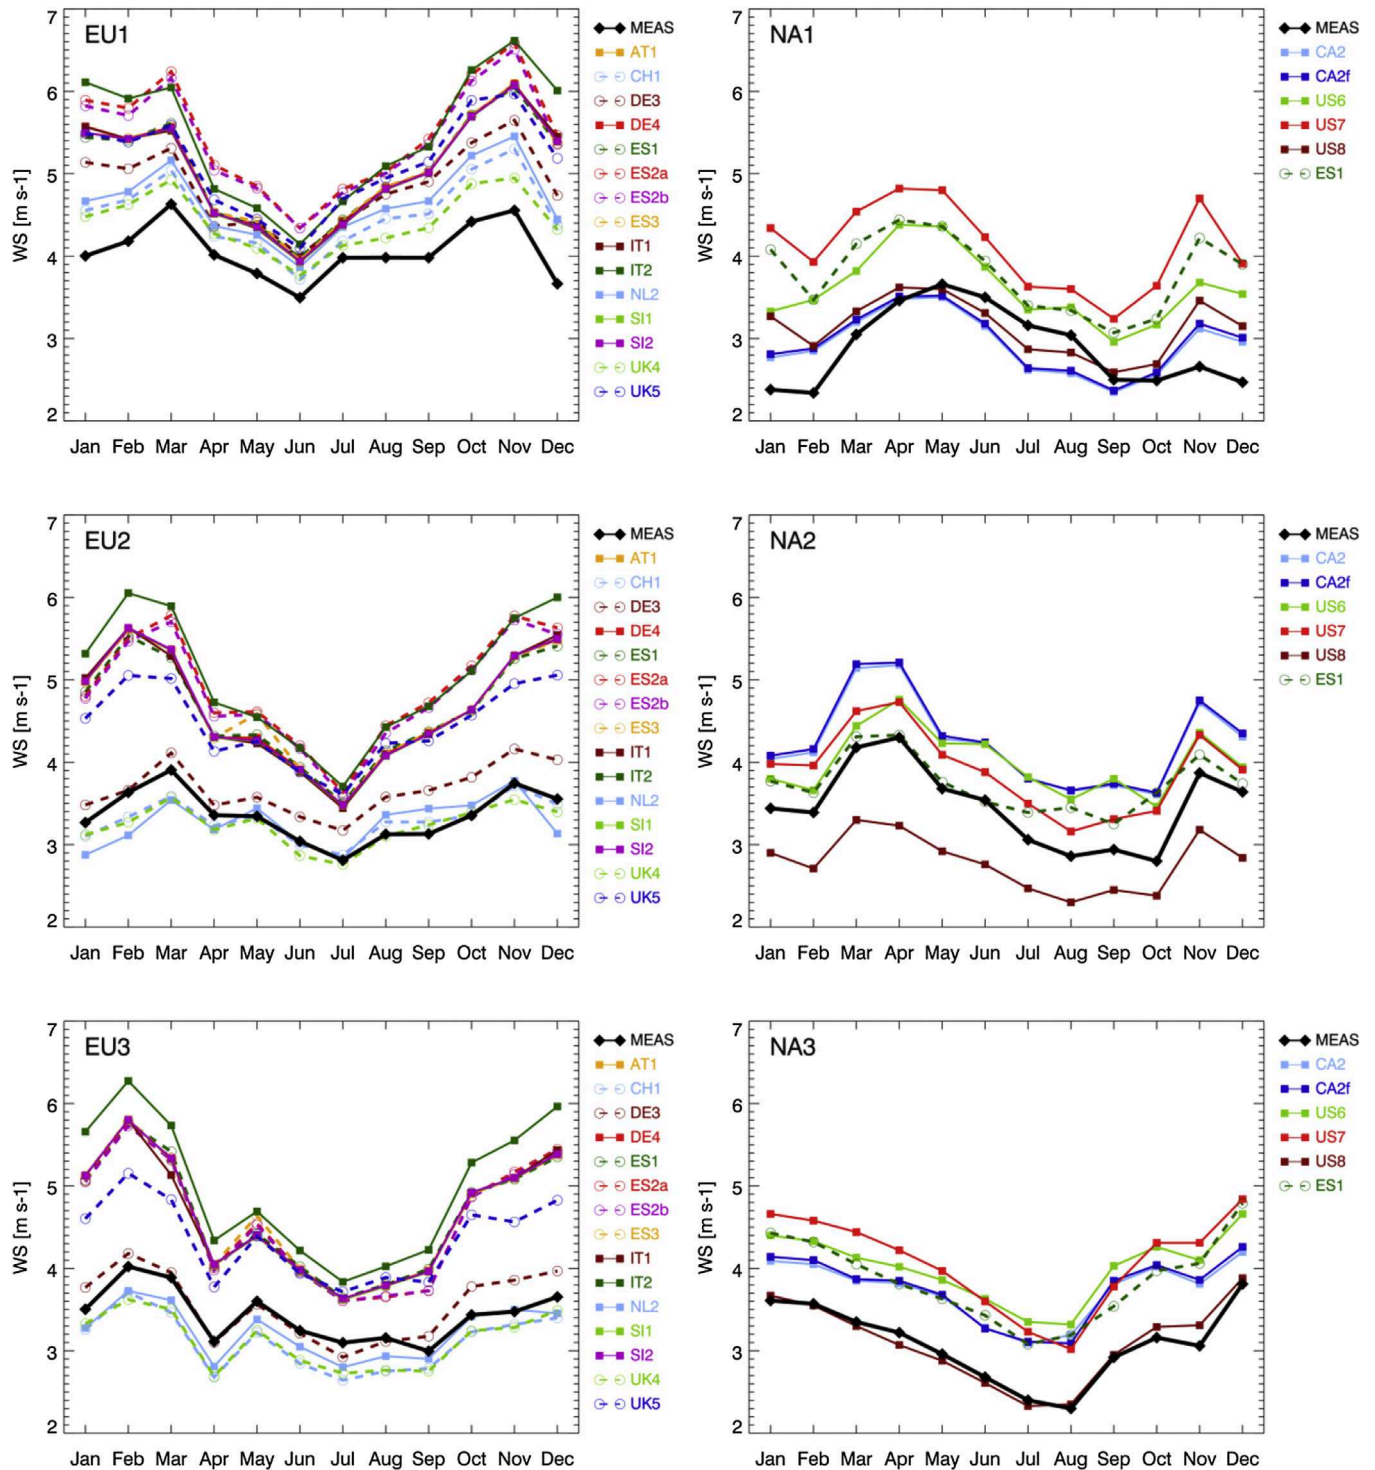 EU1
WS [m s-1]
7
6
5
4
3
2
Jan Feb Mar Apr May Jun Jul Aug Sep Oct Nov Dec
MEAS
AT1
CH1
DE3
DE4
ES1
ES2a
ES2b
ES3
IT1
IT2
NL2
SI1
SI2
UK4
UK5
NA1
WS [m s-1]
7
6
5
4
3
2
Jan Feb Mar Apr May Jun Jul Aug Sep Oct Nov Dec
MEAS
CA2
CA2f
US6
US7
US8
ES1
EU2
WS [m s-1]
7
6
5
4
3
2
Jan Feb Mar Apr May Jun Jul Aug Sep Oct Nov Dec
MEAS
AT1
CH1
DE3
DE4
ES1
ES2a
ES2b
ES3
IT1
IT2
NL2
SI1
SI2
UK4
UK5
NA2
WS [m s-1]
7
6
5
4
3
2
Jan Feb Mar Apr May Jun Jul Aug Sep Oct Nov Dec
MEAS
CA2
CA2f
US6
US7
US8
ES1
EU3
WS [m s-1]
7
6
5
4
3
2
Jan Feb Mar Apr May Jun Jul Aug Sep Oct Nov Dec
MEAS
AT1
CH1
DE3
DE4
ES1
ES2a
ES2b
ES3
IT1
IT2
NL2
SI1
SI2
UK4
UK5
NA3
WS [m s-1]
7
6
5
4
3
2
Jan Feb Mar Apr May Jun Jul Aug Sep Oct Nov Dec
MEAS
CA2
CA2f
US6
US7
US8
ES1